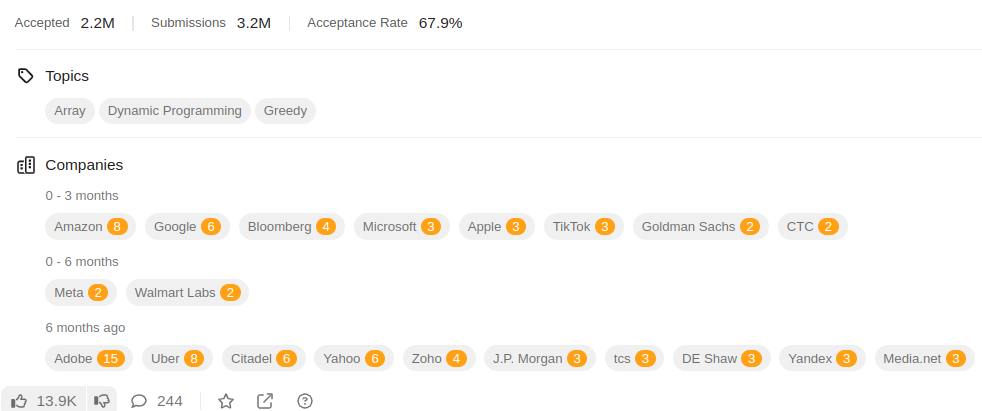 Accepted 2.2M Submissions 3.2M Acceptance Rate 67.9%
Topics
Array Dynamic Programming Greedy
Companies
0 - 3 months
Amazon 8 Google 6 Bloomberg 4 Microsoft 3 Apple 3 TikTok 3 Goldman Sachs 2 CTC 2
0 - 6 months
Meta 2 Walmart Labs 2
6 months ago
Adobe 15 Uber 8 Citadel 6 Yahoo 6 Zoho 4 J.P. Morgan 3 tcs 3 DE Shaw 3 Yandex 3 Media.net 3
13.9K 244